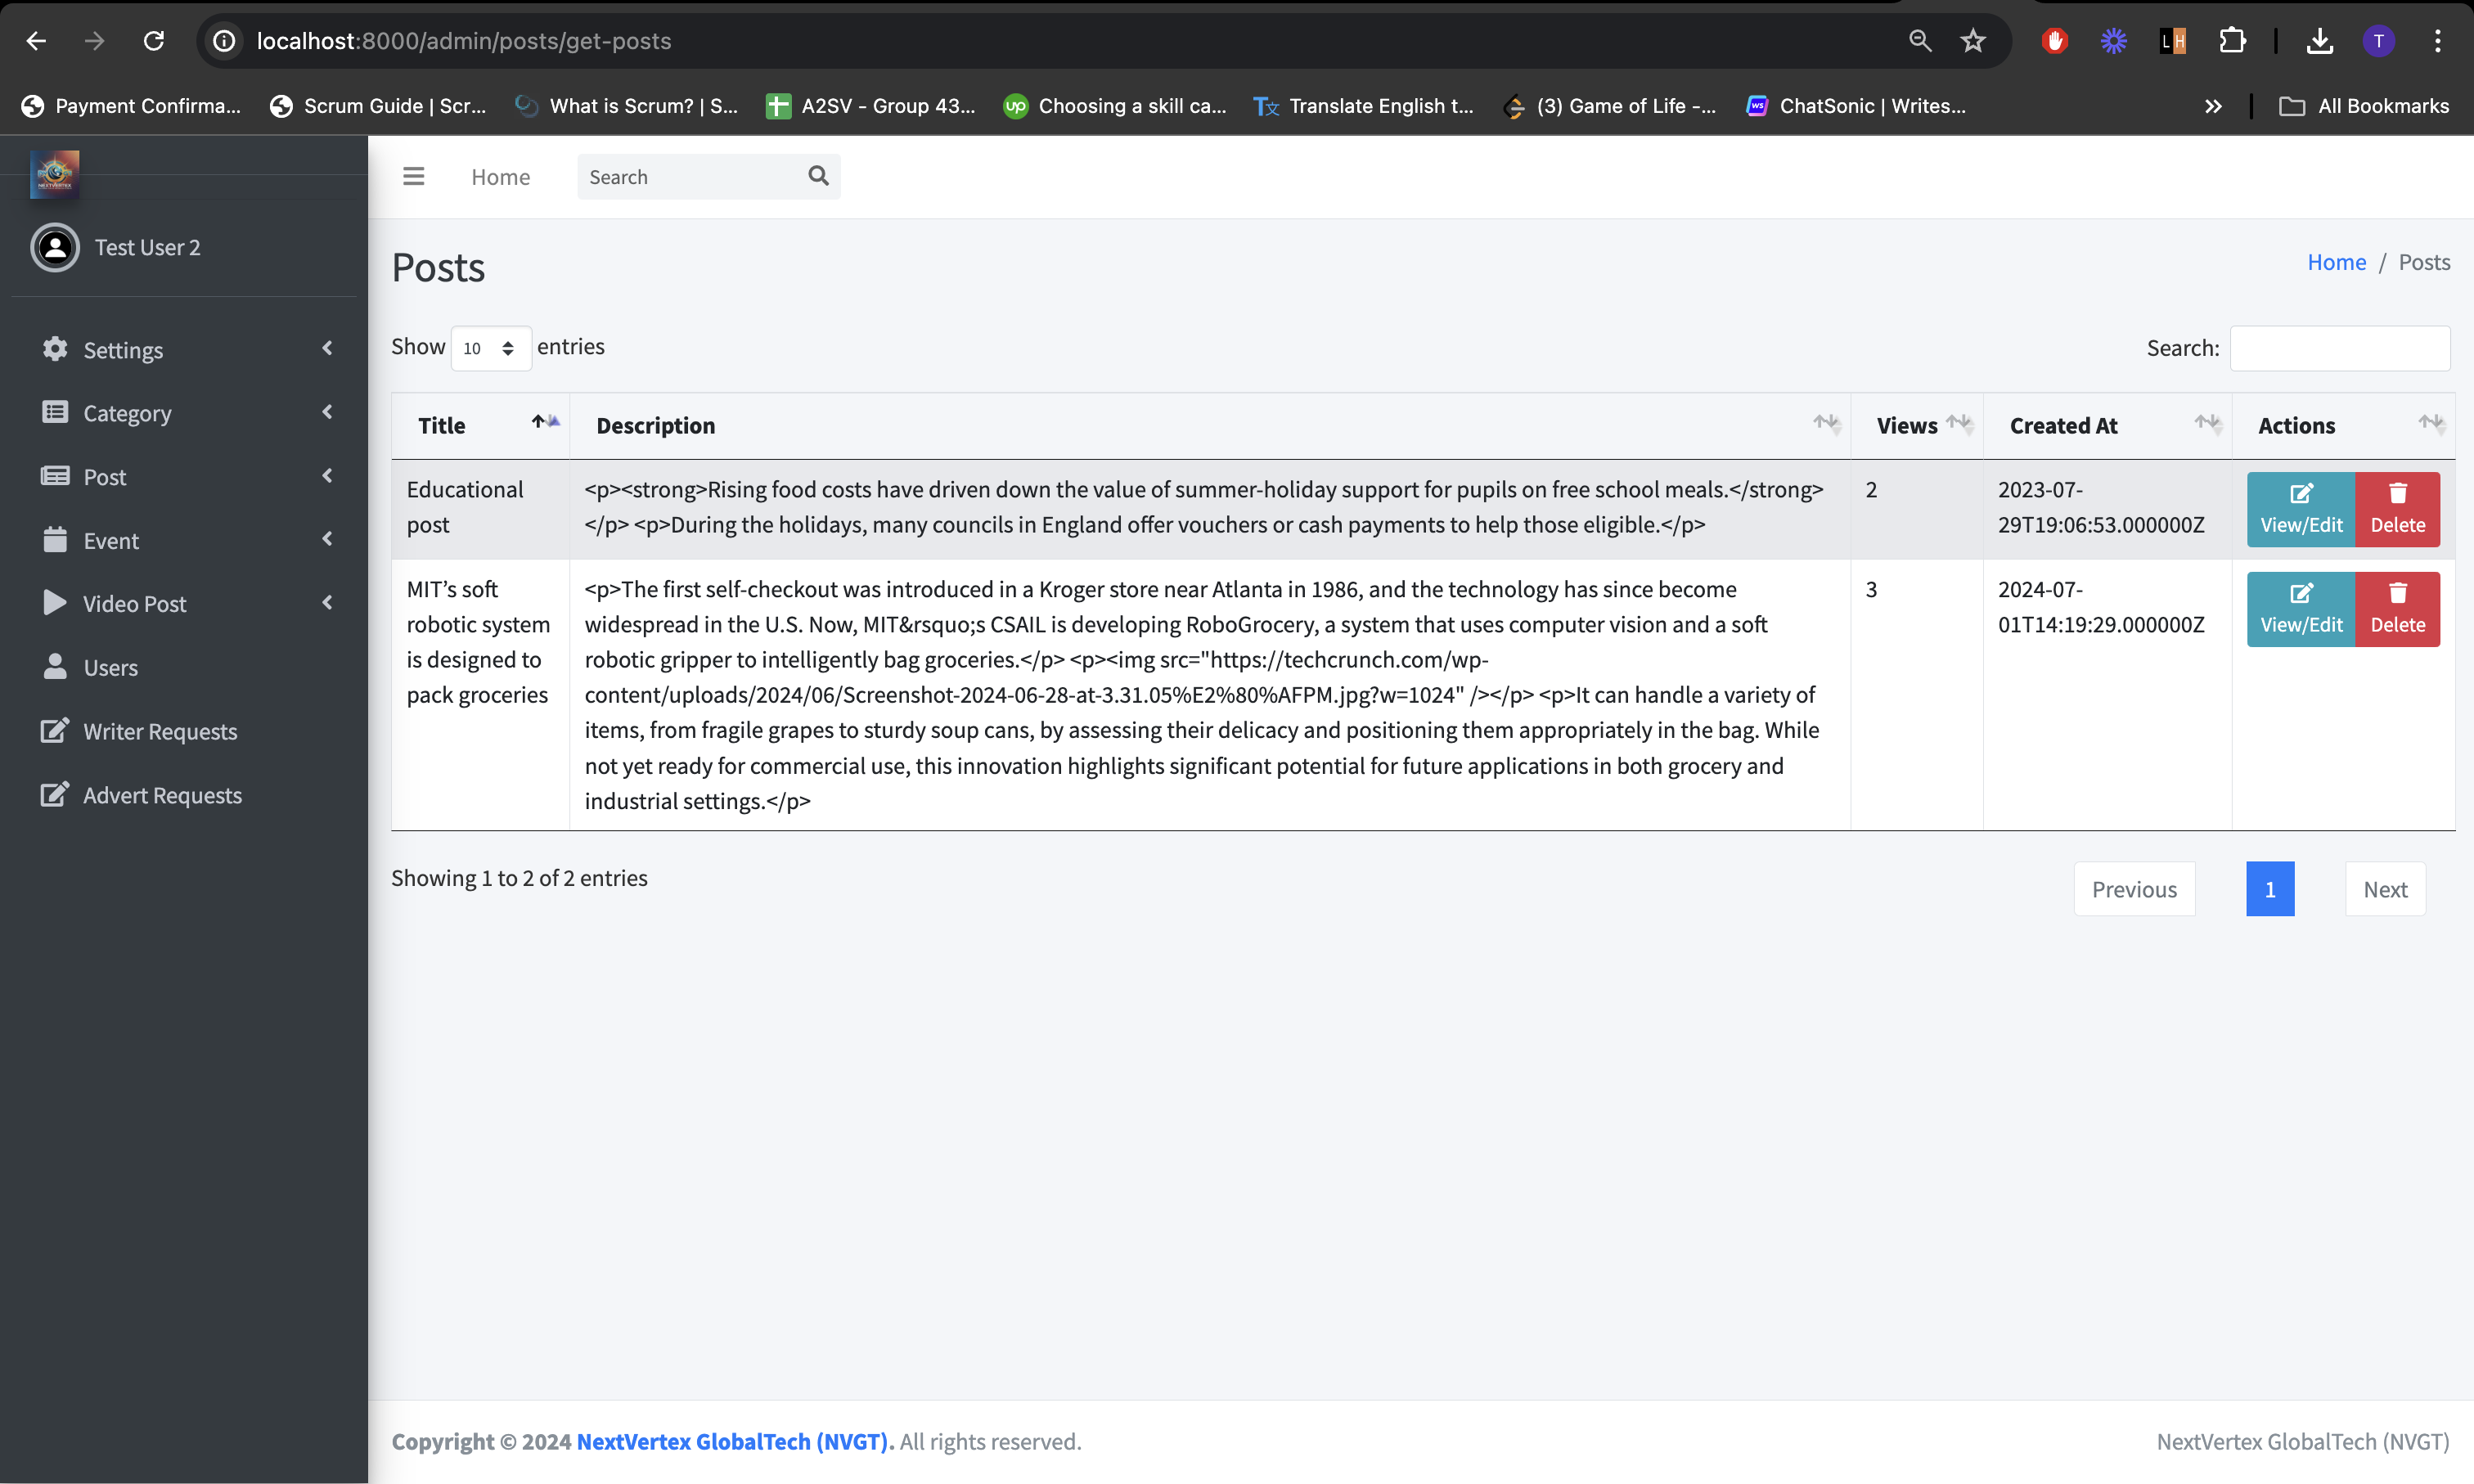 localhost:8000/admin/posts/get-posts
T
Payment Confirma...
Scrum Guide | Scr...
What is Scrum? | S...
A2SV - Group 43...
Choosing a skill ca...
Translate English t...
(3) Game of Life -...
ChatSonic | Writes...
All Bookmarks
NEXTVERTEX
Home
Search
Test User 2
Settings
Category
Post
Event
Video Post
Users
Writer Requests
Advert Requests
Posts
Home / Posts
Show 10 entries
Search:
Title
Description
Views
Created At
Actions
Educational
post
<p><strong>Rising food costs have driven down the value of summer-holiday support for pupils on free school meals.</strong>
</p> <p>During the holidays, many councils in England offer vouchers or cash payments to help those eligible.</p>
2
2023-07-
29T19:06:53.000000Z
View/Edit
Delete
MIT’s soft
robotic system
is designed to
pack groceries
<p>The first self-checkout was introduced in a Kroger store near Atlanta in 1986, and the technology has since become
widespread in the U.S. Now, MIT&rsquo;s CSAIL is developing RoboGrocery, a system that uses computer vision and a soft
robotic gripper to intelligently bag groceries.</p> <p><img src="https://techcrunch.com/wp-
content/uploads/2024/06/Screenshot-2024-06-28-at-3.31.05%E2%80%AFPM.jpg?w=1024" /></p> <p>It can handle a variety of
items, from fragile grapes to sturdy soup cans, by assessing their delicacy and positioning them appropriately in the bag. While
not yet ready for commercial use, this innovation highlights significant potential for future applications in both grocery and
industrial settings.</p>
3
2024-07-
01T14:19:29.000000Z
View/Edit
Delete
Showing 1 to 2 of 2 entries
Previous
1
Next
Copyright © 2024 NextVertex GlobalTech (NVGT). All rights reserved.
NextVertex GlobalTech (NVGT)